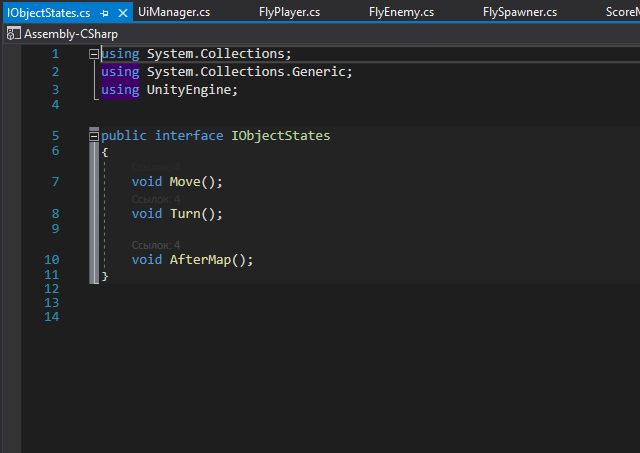 IObjectStates.cs UiManager.cs FlyPlayer.cs FlyEnemy.cs FlySpawner.cs ScoreM
Assembly-CSharp
1 using System.Collections;
2 using System.Collections.Generic;
3 using UnityEngine;
4
5 public interface IObjectStates
6 {
Ссылок: 4
7 void Move();
Ссылок: 4
8 void Turn();
9
Ссылок: 4
10 void AfterMap();
11 }
12
13
14